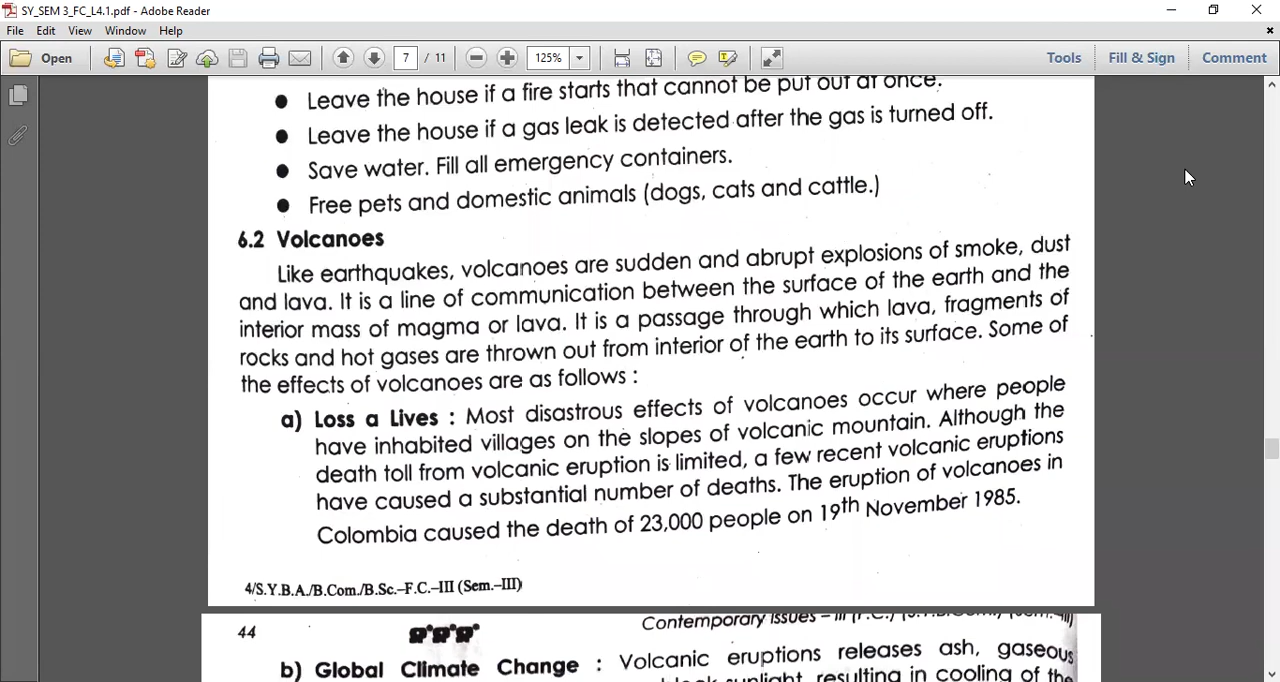 SY_SEM 3_FC_L4.1.pdf - Adobe Reader
File Edit View Window Help
Open 7 / 11 125% Tools Fill & Sign Comment
● Leave the house if a fire starts that cannot be put out at once.
● Leave the house if a gas leak is detected after the gas is turned off.
● Save water. Fill all emergency containers.
● Free pets and domestic animals (dogs, cats and cattle.)
6.2 Volcanoes
Like earthquakes, volcanoes are sudden and abrupt explosions of smoke, dust
and lava. It is a line of communication between the surface of the earth and the
interior mass of magma or lava. It is a passage through which lava, fragments of
rocks and hot gases are thrown out from interior of the earth to its surface. Some of
the effects of volcanoes are as follows :
a) Loss a Lives : Most disastrous effects of volcanoes occur where people
have inhabited villages on the slopes of volcanic mountain. Although the
death toll from volcanic eruption is limited, a few recent volcanic eruptions
have caused a substantial number of deaths. The eruption of volcanoes in
Colombia caused the death of 23,000 people on 19th November 1985.
4/S.Y.B.A./B.Com./B.Sc.–F.C.–III (Sem.–III)
44 Contemporary Issues – III
b) Global Climate Change : Volcanic eruptions releases ash, gaseous
sunlight, resulting in cooling of the